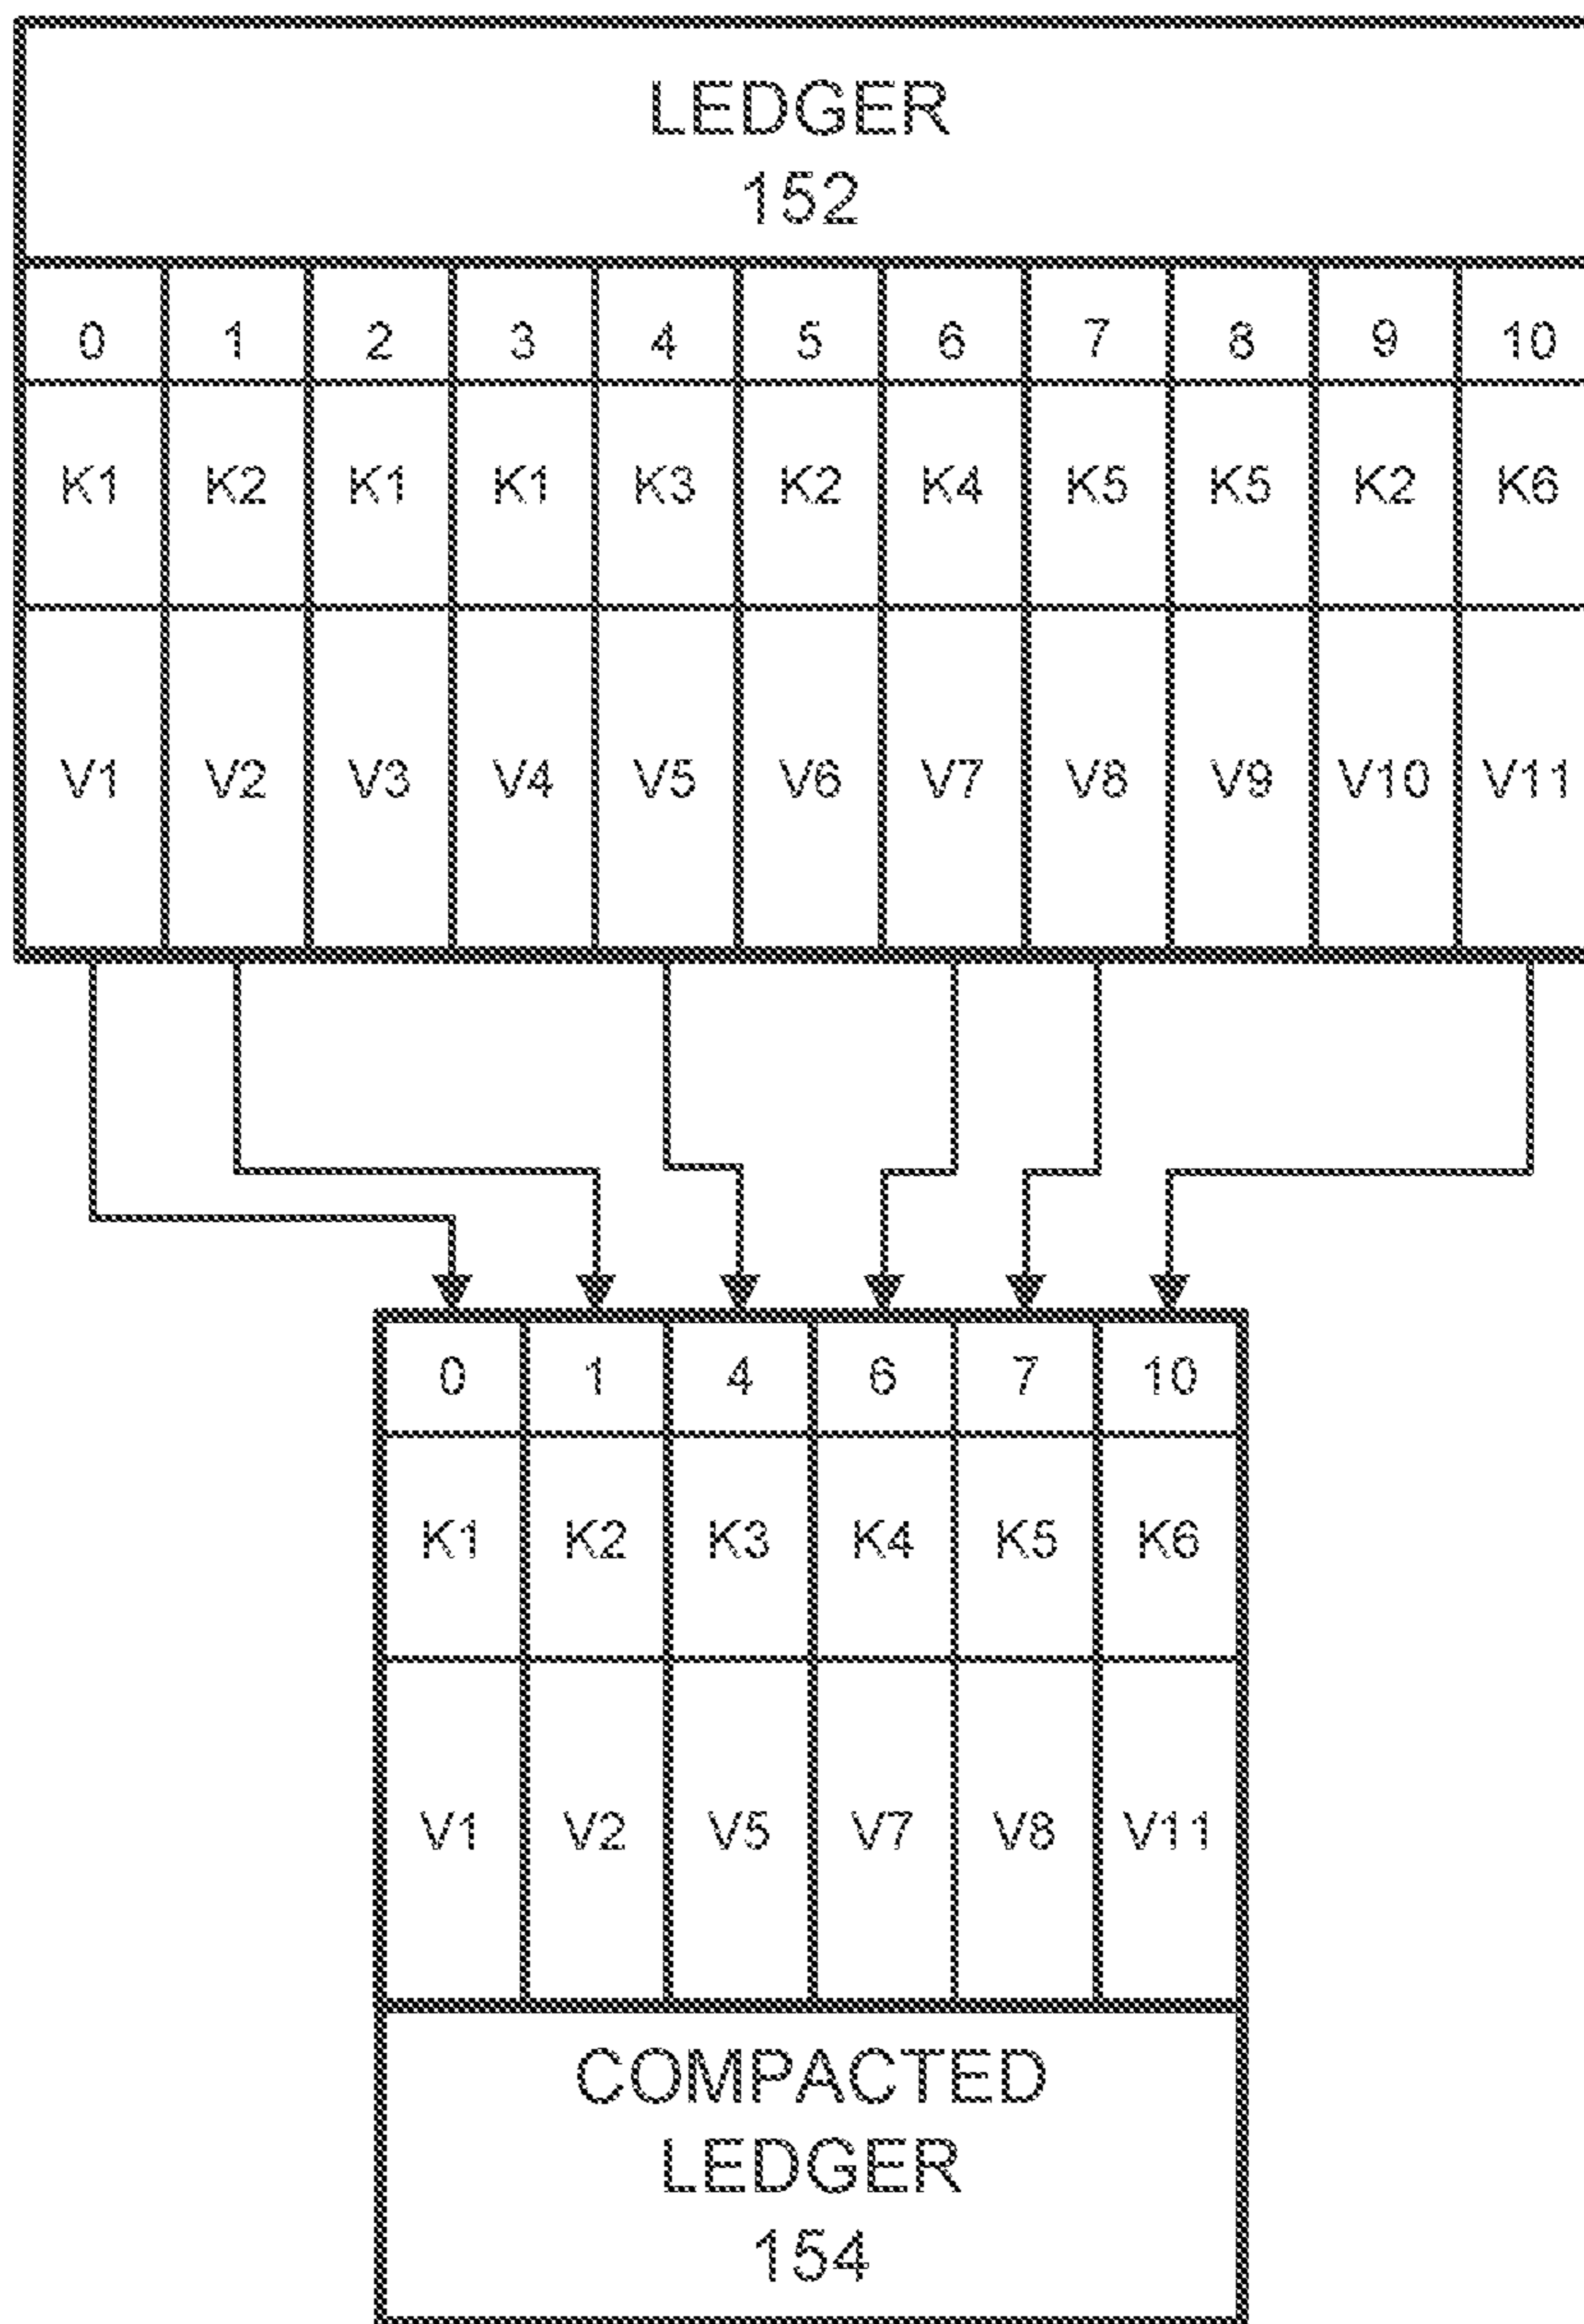 LEDGER
152
0 1 2 3 4 5 6 7 8 9 10
K1 K2 K1 K1 K3 K2 K4 K5 K5 K2 K6
V1 V2 V3 V4 V5 V6 V7 V8 V9 V10 V11
0 1 4 6 7 10
K1 K2 K3 K4 K5 K6
V1 V2 V5 V7 V8 V11
COMPACTED
LEDGER
154